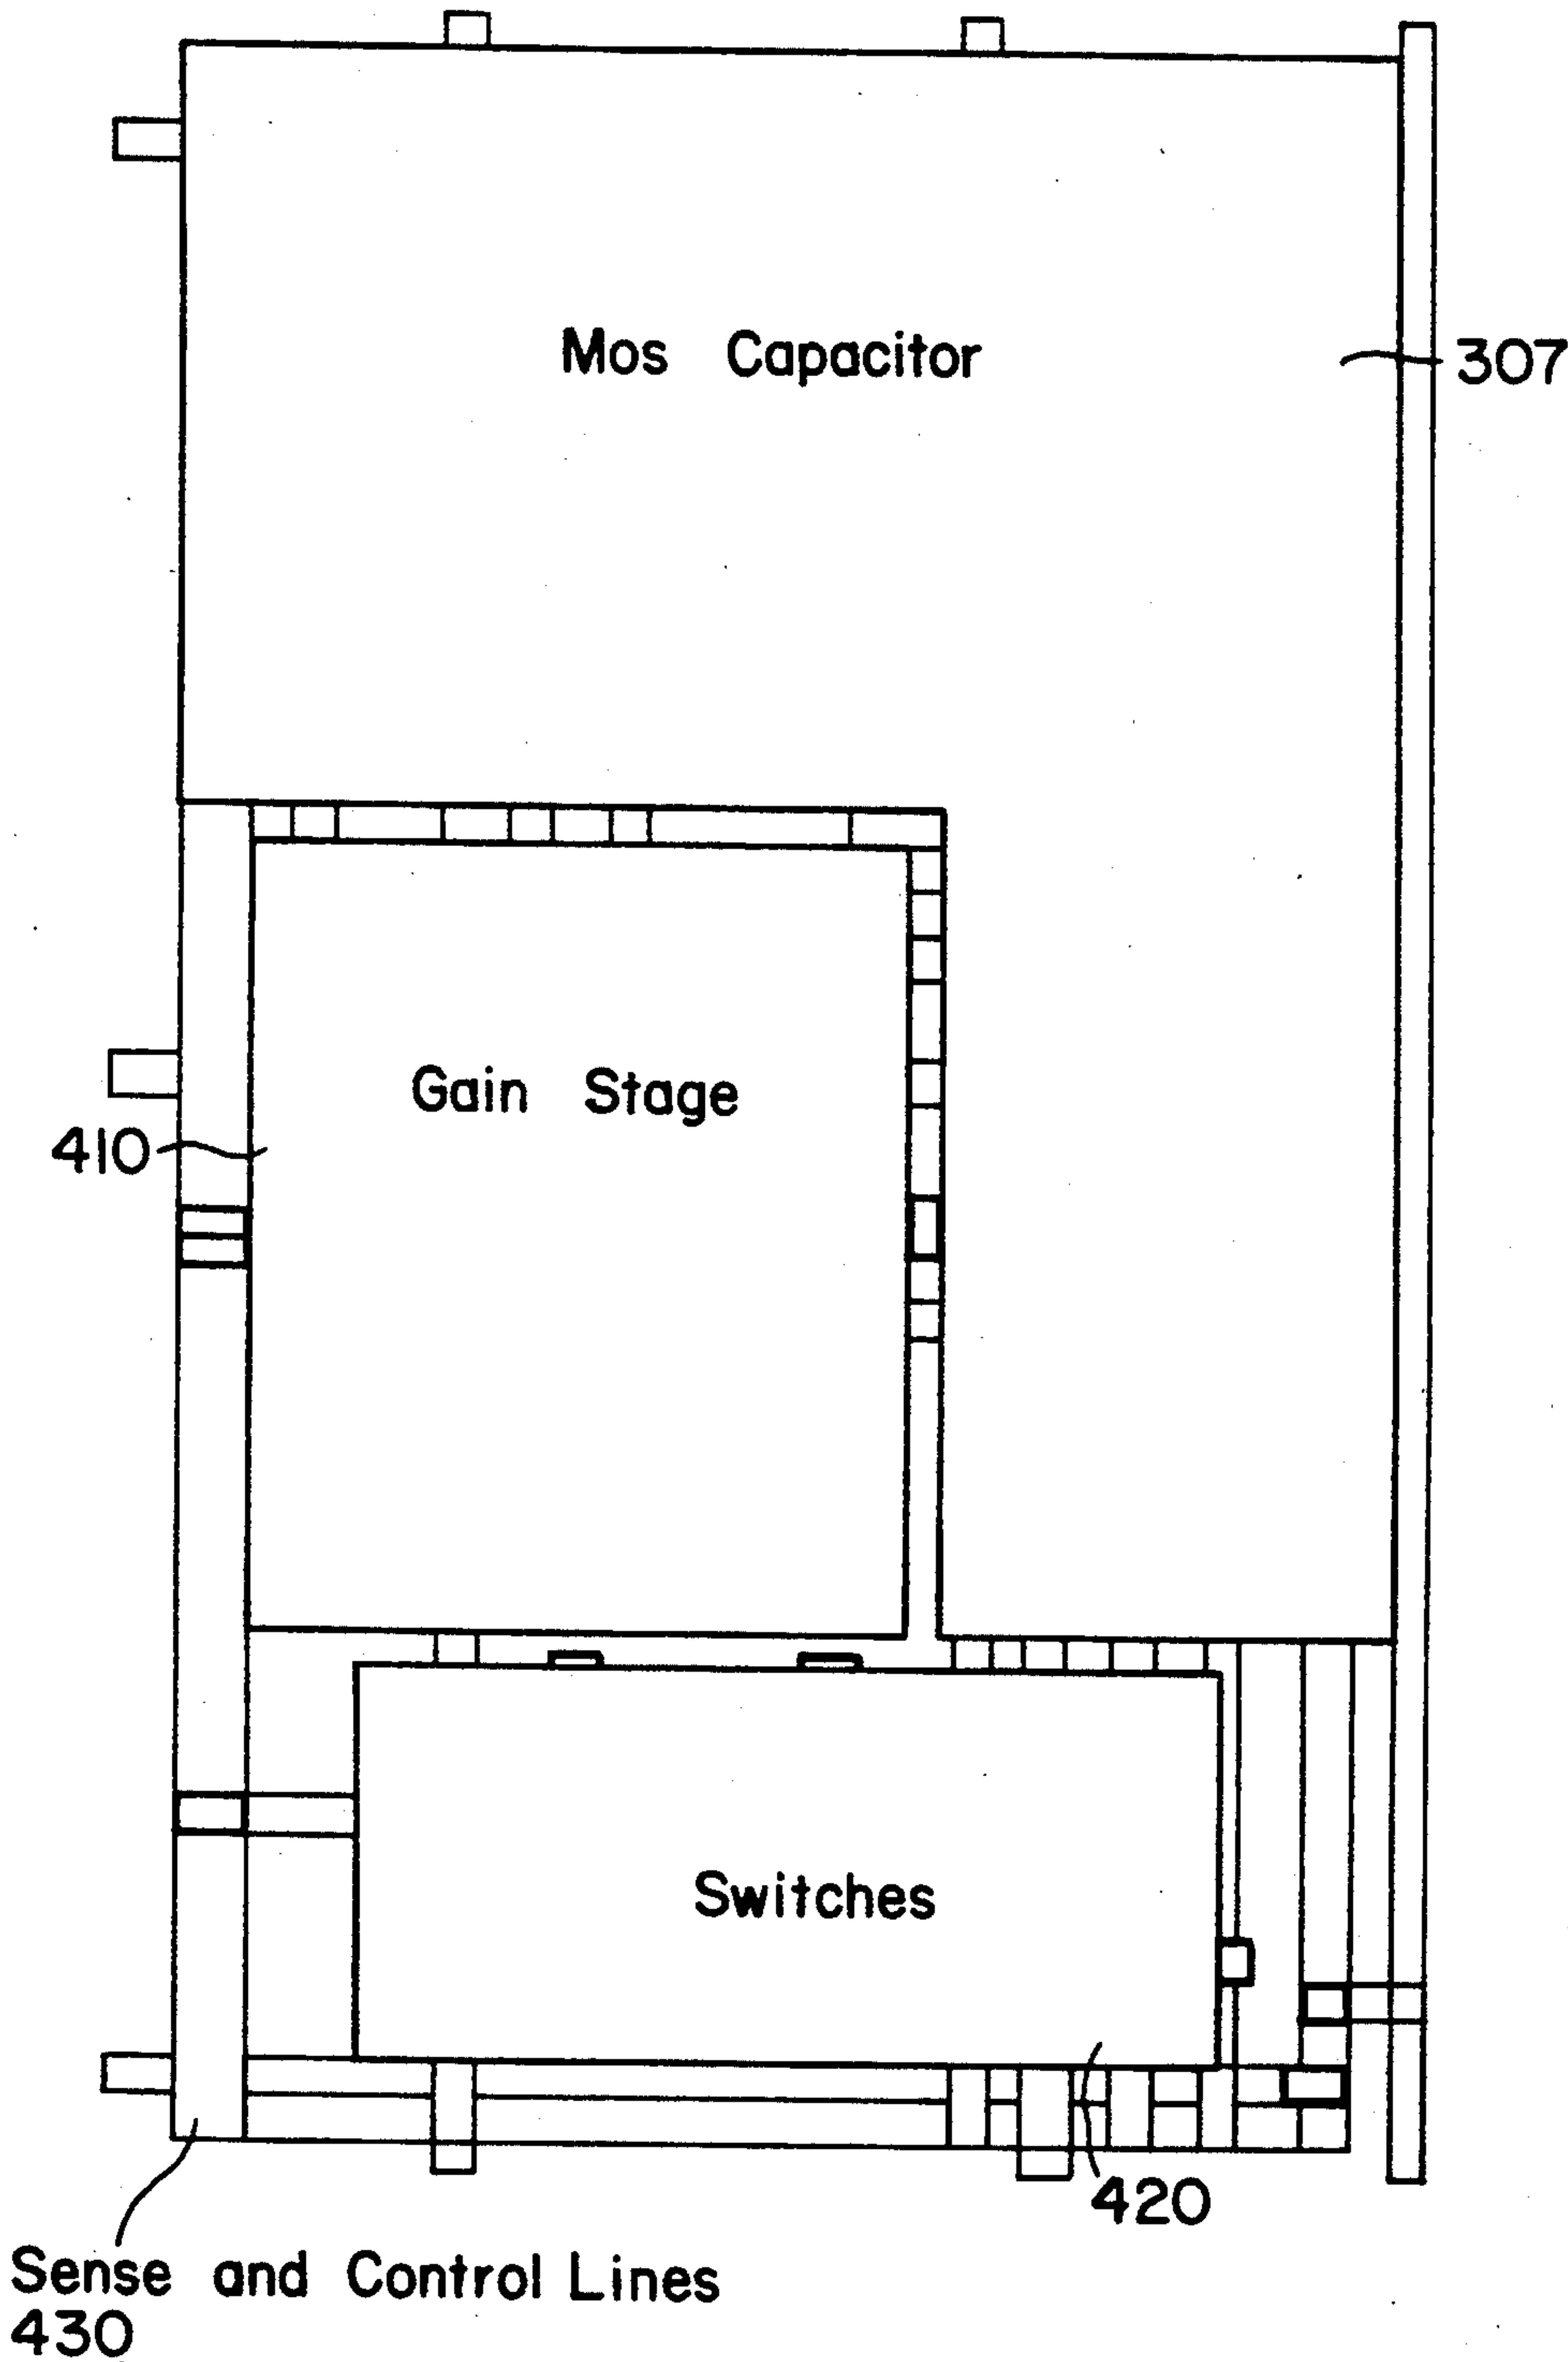 Mos Capacitor
307
Gain Stage
410
Switches
420
Sense and Control Lines
430